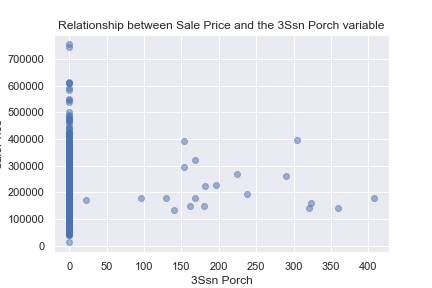 Relationship between Sale Price and the 3Ssn Porch variable
700000
600000
500000
400000
300000
200000
100000
0
0 50 100 150 200 250 300 350 400
3Ssn Porch